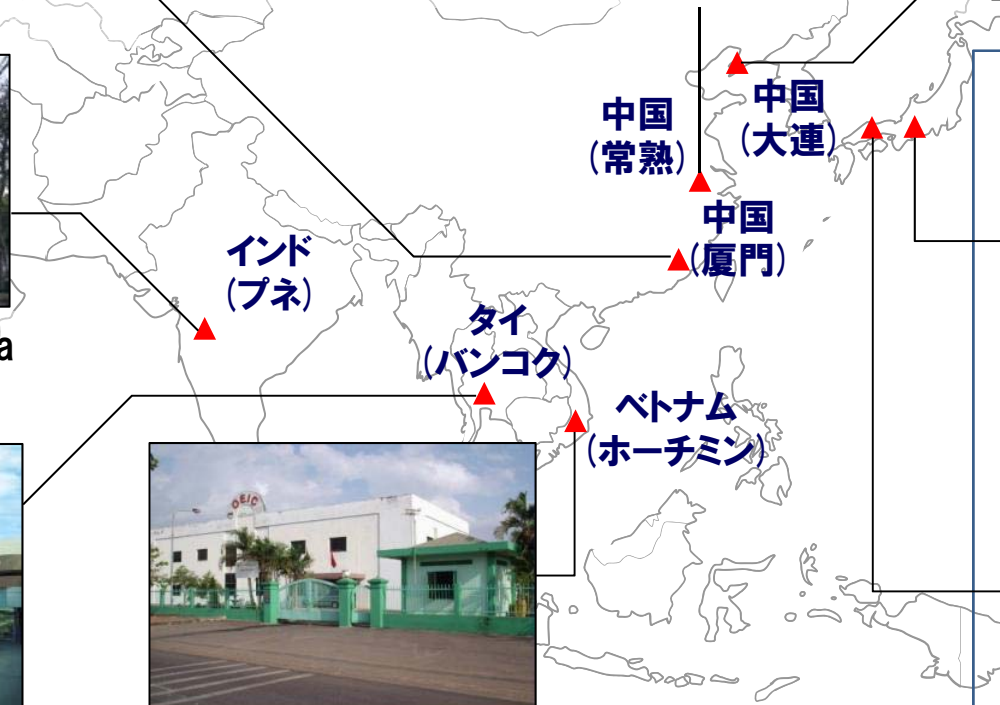 中国
(大連)
中国
(常熟)
中国
(厦門)
インド
(プネ)
タイ
(バンコク)
ベトナム
(ホーチミン)
a
OEIC